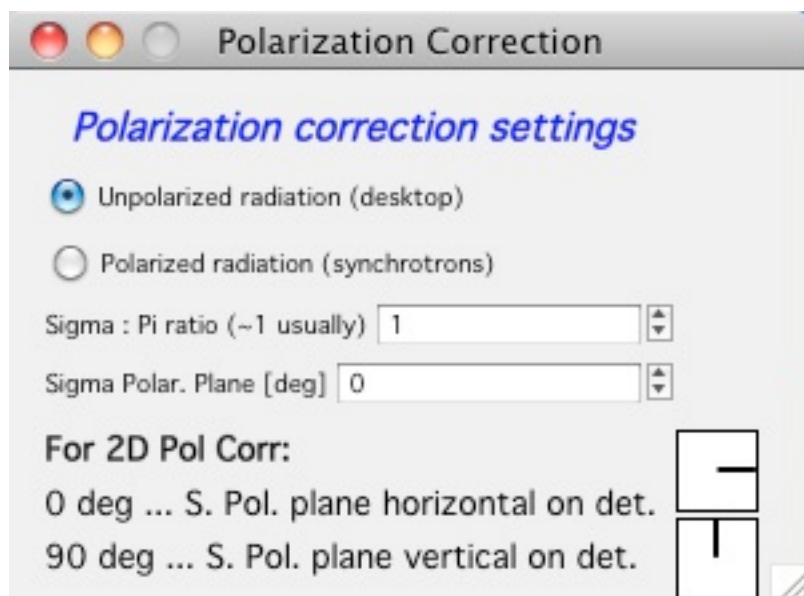 Polarization Correction
Polarization correction settings
Unpolarized radiation (desktop)
Polarized radiation (synchrotrons)
Sigma : Pi ratio (~1 usually) 1
Sigma Polar. Plane [deg] 0
For 2D Pol Corr:
0 deg ... S. Pol. plane horizontal on det.
90 deg ... S. Pol. plane vertical on det.